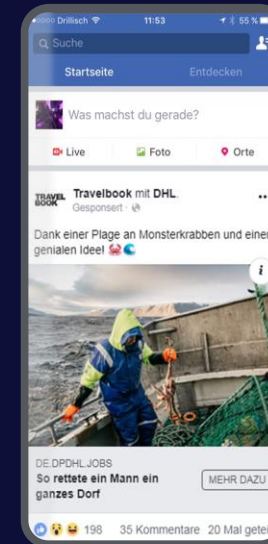 Drillisch 11:53 55 %
Suche
Startseite Entdecken
Was machst du gerade?
Live Foto Orte
TRAVEL BOOK
Travelbook mit DHL.
Gesponsert
Dank einer Plage an Monsterkrabben und einer
genialen Idee!
i
DE.DPDHL.JOBS
So rettete ein Mann ein
ganzes Dorf
MEHR DAZU
198 35 Kommentare 20 Mal geteil